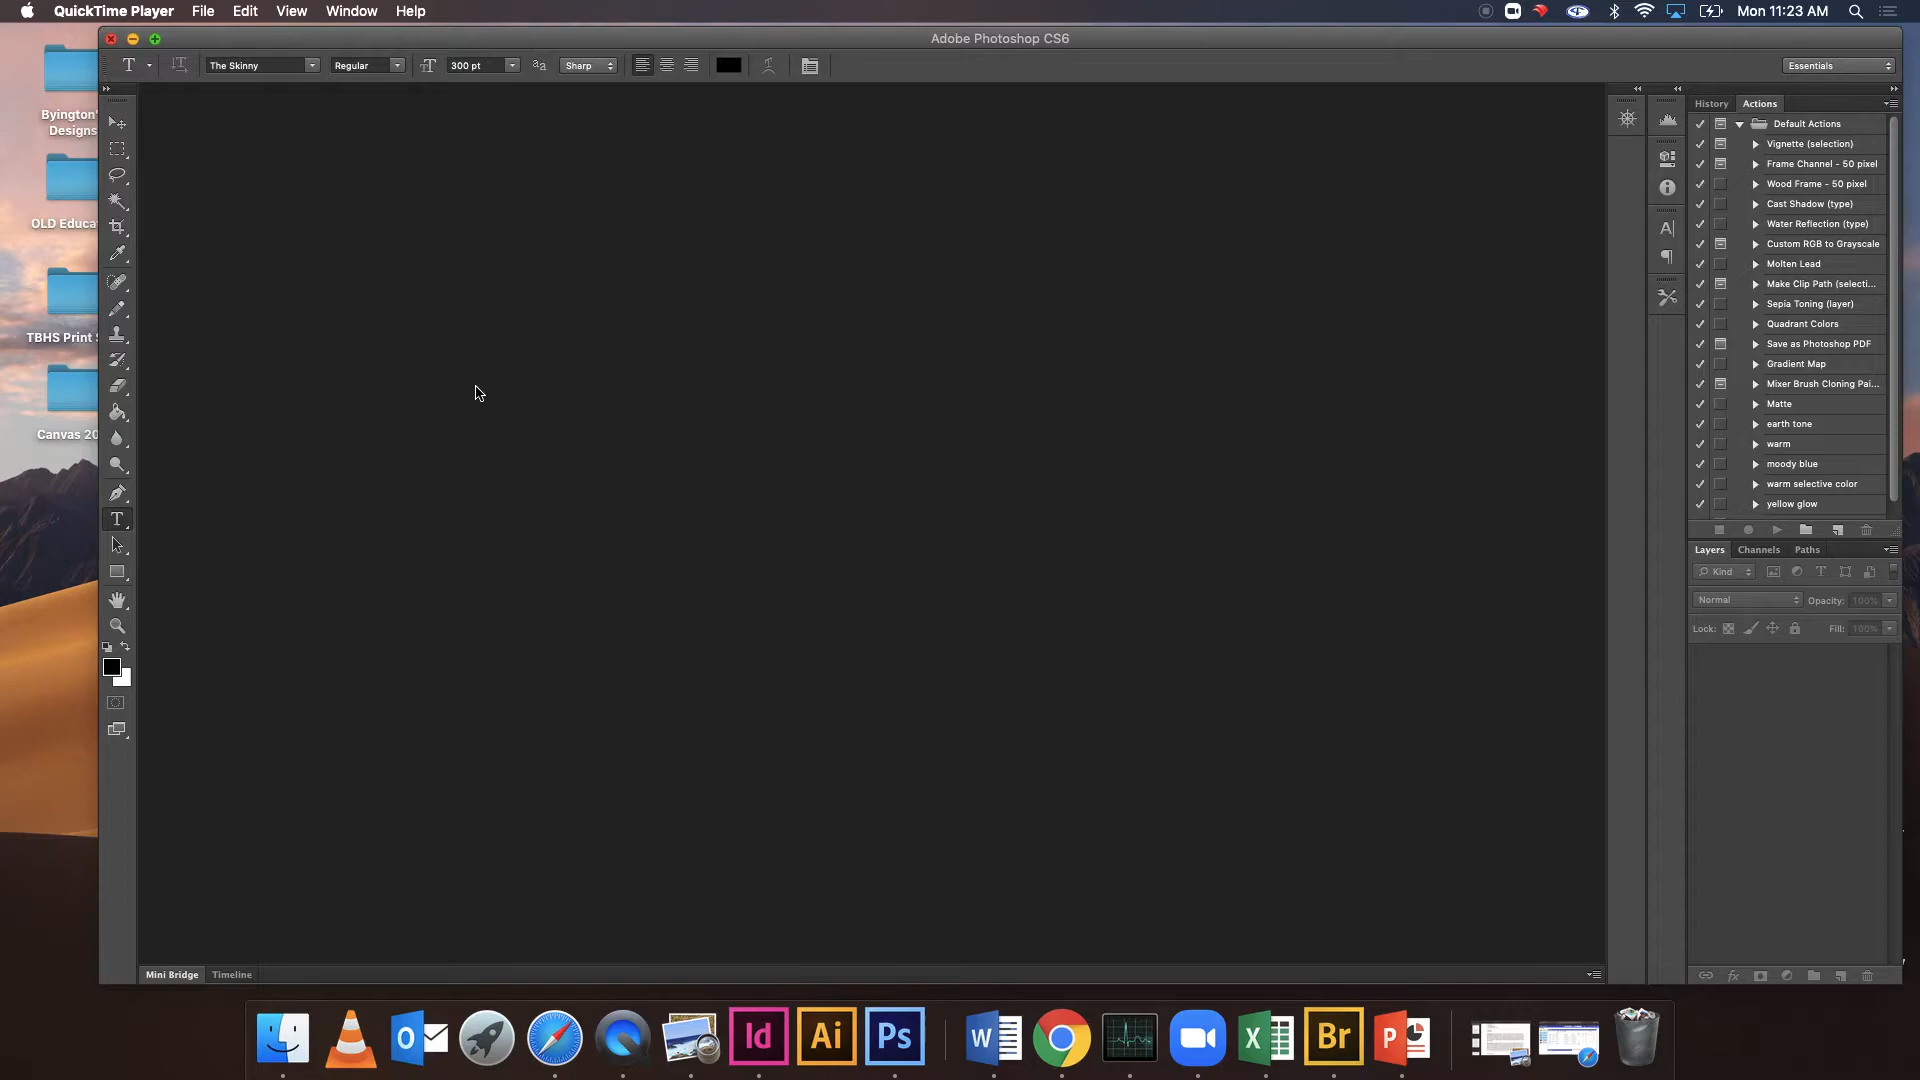 QuickTime Player File Edit View Window Help Mon 11:23 AM
Adobe Photoshop CS6
T The Skinny Regular 300 pt Sharp Essentials
Byington'
Designs
OLD Educa
TBHS Print S
Canvas 20
History Actions
Default Actions
Vignette (selection)
Frame Channel - 50 pixel
Wood Frame - 50 pixel
Cast Shadow (type)
Water Reflection (type)
Custom RGB to Grayscale
Molten Lead
Make Clip Path (selecti...
Sepia Toning (layer)
Quadrant Colors
Save as Photoshop PDF
Gradient Map
Mixer Brush Cloning Pai...
Matte
earth tone
warm
moody blue
warm selective color
yellow glow
Layers Channels Paths
Kind
Normal Opacity: 100%
Lock: Fill: 100%
fx
Mini Bridge Timeline
Id Ai Ps Br